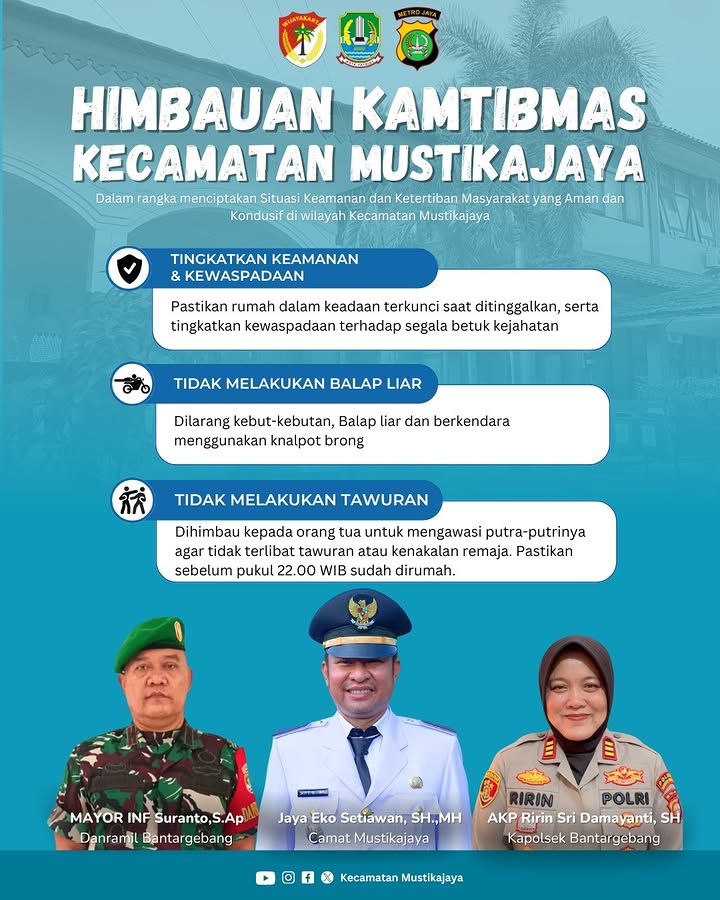 WIJAYAKARTA
METRO JAYA
HIMBAUAN KAMTIBMAS
KECAMATAN MUSTIKAJAYA
Dalam rangka menciptakan Situasi Keamanan dan Ketertiban Masyarakat yang Aman dan
Kondusif di wilayah Kecamatan Mustikajaya
TINGKATKAN KEAMANAN
& KEWASPADAAN
Pastikan rumah dalam keadaan terkunci saat ditinggalkan, serta
tingkatkan kewaspadaan terhadap segala betuk kejahatan
TIDAK MELAKUKAN BALAP LIAR
Dilarang kebut-kebutan, Balap liar dan berkendara
menggunakan knalpot brong
TIDAK MELAKUKAN TAWURAN
Dihimbau kepada orang tua untuk mengawasi putra-putrinya
agar tidak terlibat tawuran atau kenakalan remaja. Pastikan
sebelum pukul 22.00 WIB sudah dirumah.
RIRIN POLRI
MAYOR INF Suranto,S.Ap
Danramil Bantargebang
Jaya Eko Setiawan, SH.,MH
Camat Mustikajaya
AKP Ririn Sri Damayanti, SH
Kapolsek Bantargebang
Kecamatan Mustikajaya